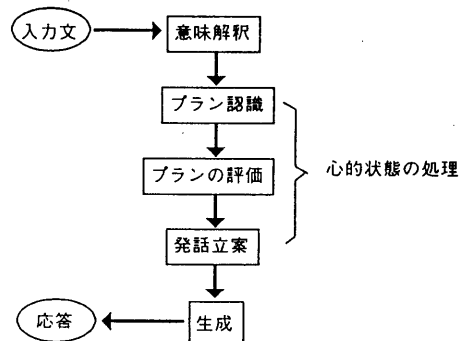 入力文
意味解釈
プラン認識
プランの評価
心的状態の処理
発話立案
応答
生成